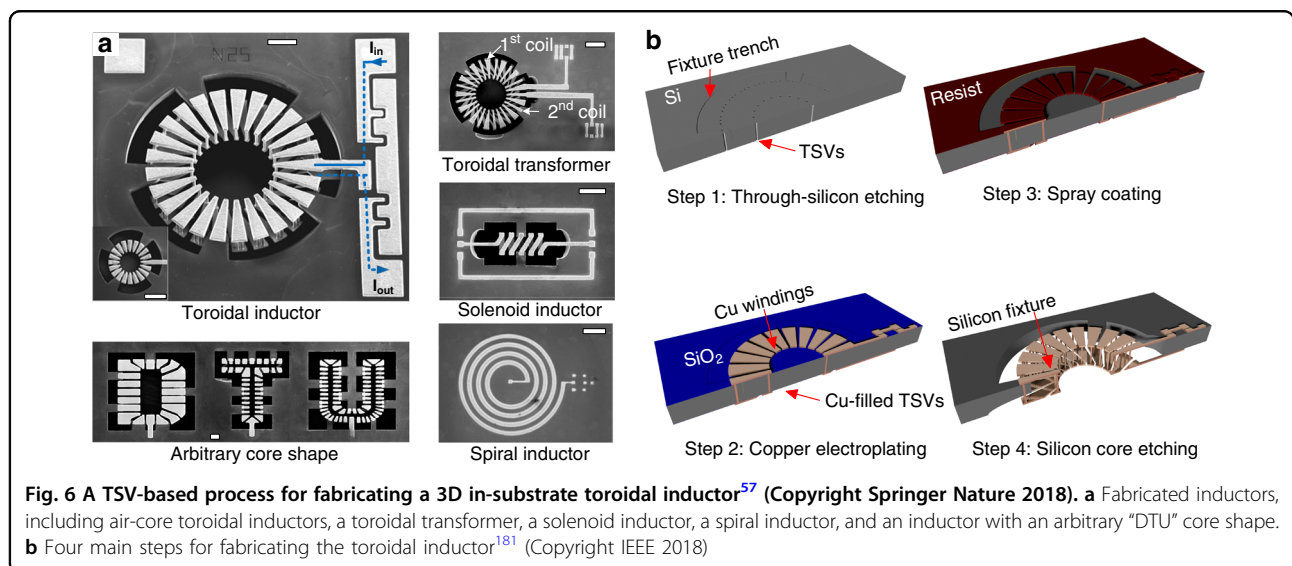 a
N25
I_in
I_out
Toroidal inductor
Arbitrary core shape
1st coil
2nd coil
Toroidal transformer
Solenoid inductor
Spiral inductor
b
Fixture trench
Si
TSVs
Step 1: Through-silicon etching
Resist
Step 3: Spray coating
Cu windings
SiO₂
Cu-filled TSVs
Step 2: Copper electroplating
Silicon fixture
Step 4: Silicon core etching
Fig. 6 A TSV-based process for fabricating a 3D in-substrate toroidal inductor⁵⁷ (Copyright Springer Nature 2018). a Fabricated inductors,
including air-core toroidal inductors, a toroidal transformer, a solenoid inductor, a spiral inductor, and an inductor with an arbitrary “DTU” core shape.
b Four main steps for fabricating the toroidal inductor¹⁸¹ (Copyright IEEE 2018)